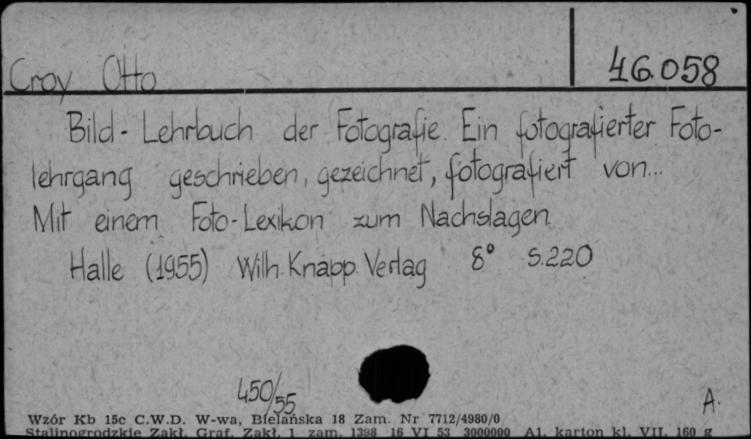 Croy Otto
46.058
Bild-Lehrbuch der Fotografie. Ein fotografierter Foto-
lehrgang geschrieben, gezeichnet, fotografiert von...
Mit einem Foto-Lexikon zum Nachslagen
Halle (1955) Wilh. Knapp. Verlag 8° S.220
450/55
A.
Wzór Kb 15c C.W.D. W-wa, Bielańska 18 Zam. Nr 7712/4980/0
Stalinogrodzkie Zakł. Graf. Zakł. 1 zam. 1398 16 VI 53 3000000 A1. karton kl. VII. 160 g